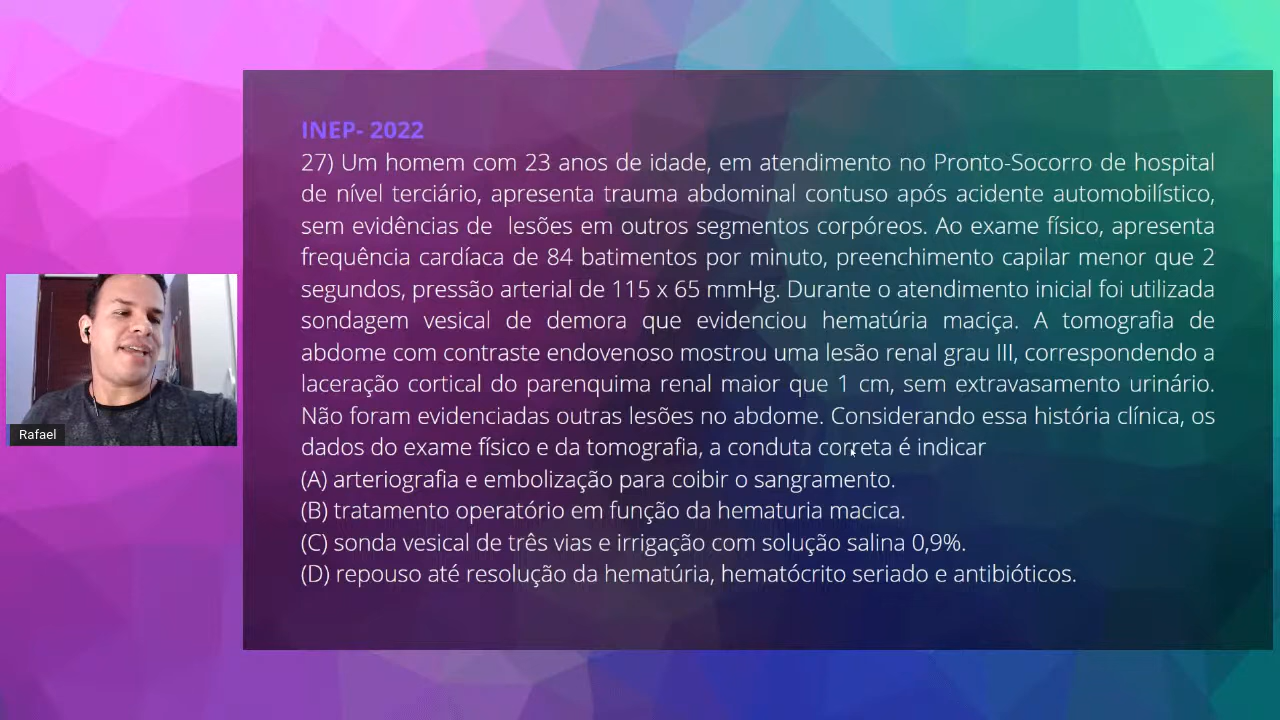 INEP- 2022
27) Um homem com 23 anos de idade, em atendimento no Pronto-Socorro de hospital
de nível terciário, apresenta trauma abdominal contuso após acidente automobilístico,
sem evidências de lesões em outros segmentos corpóreos. Ao exame físico, apresenta
frequência cardíaca de 84 batimentos por minuto, preenchimento capilar menor que 2
segundos, pressão arterial de 115 x 65 mmHg. Durante o atendimento inicial foi utilizada
sondagem vesical de demora que evidenciou hematúria maciça. A tomografia de
abdome com contraste endovenoso mostrou uma lesão renal grau III, correspondendo a
laceração cortical do parenquima renal maior que 1 cm, sem extravasamento urinário.
Não foram evidenciadas outras lesões no abdome. Considerando essa história clínica, os
dados do exame físico e da tomografia, a conduta correta é indicar
(A) arteriografia e embolização para coibir o sangramento.
(B) tratamento operatório em função da hematuria macica.
(C) sonda vesical de três vias e irrigação com solução salina 0,9%.
(D) repouso até resolução da hematúria, hematócrito seriado e antibióticos.
Rafael